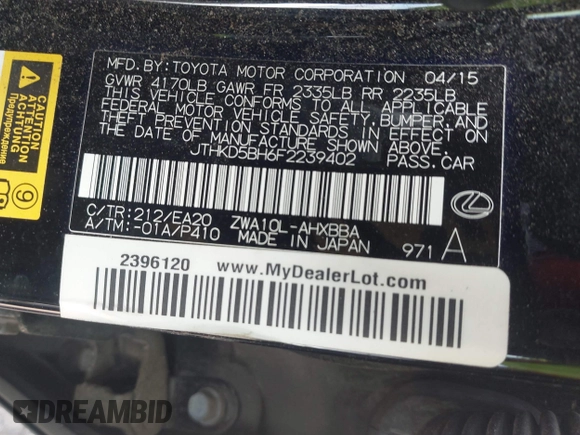 MFD. BY: TOYOTA MOTOR CORPORATION 04/15
GVWR 4170LB GAWR FR 2335LB RR 2235LB
THIS VEHICLE CONFORMS TO ALL APPLICABLE
FEDERAL MOTOR VEHICLE SAFETY, BUMPER, AND
THEFT PREVENTION STANDARDS IN EFFECT ON
THE DATE OF MANUFACTURE SHOWN ABOVE.
JTHKD5BH6F2239402 PASS. CAR
C/TR: 212/EA20 ZWA10L-AHXBBA
A/TM: -01A/P410 MADE IN JAPAN 971 A
CAUTION
ATTENTION
ACHTUNG
Предупреждение
9
2396120 www.MyDealerLot.com
DREAMBID